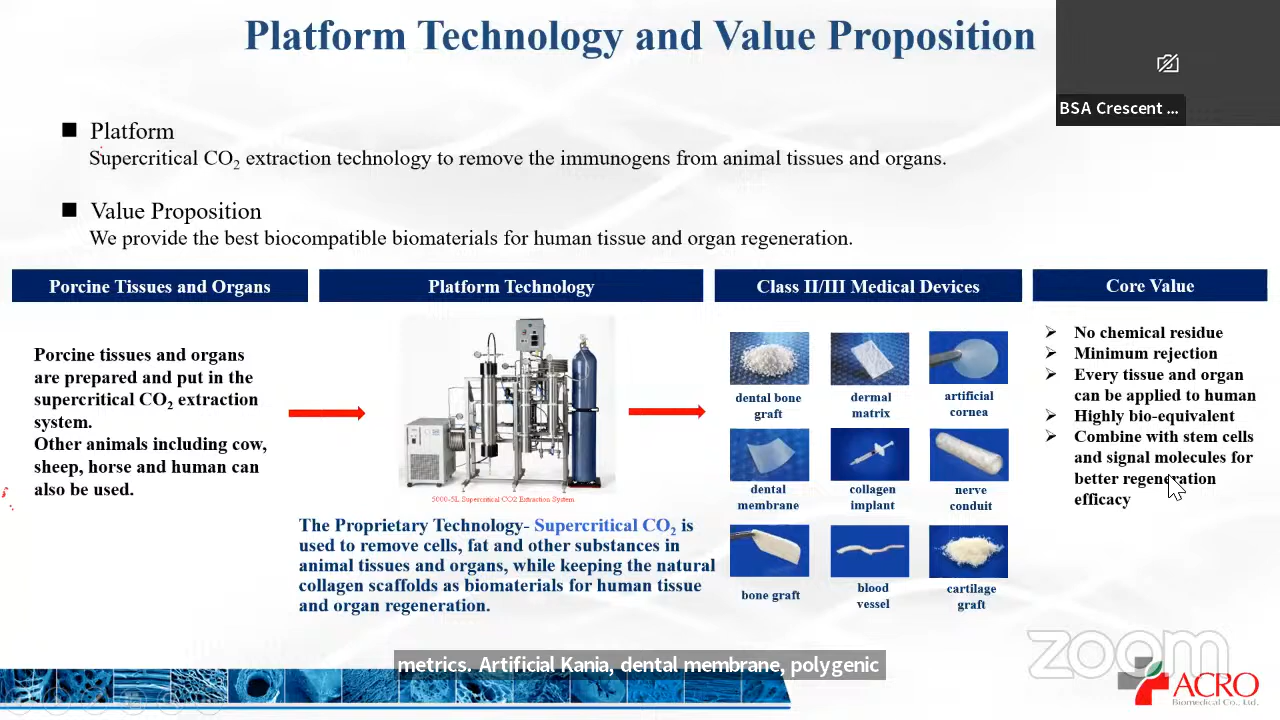 Platform Technology and Value Proposition
BSA Crescent ...
Platform
Supercritical CO2 extraction technology to remove the immunogens from animal tissues and organs.
Value Proposition
We provide the best biocompatible biomaterials for human tissue and organ regeneration.
Porcine Tissues and Organs
Porcine tissues and organs
are prepared and put in the
supercritical CO2 extraction
system.
Other animals including cow,
sheep, horse and human can
also be used.
Platform Technology
5000-5L Supercritical CO2 Extraction System
The Proprietary Technology- Supercritical CO2 is
used to remove cells, fat and other substances in
animal tissues and organs, while keeping the natural
collagen scaffolds as biomaterials for human tissue
and organ regeneration.
Class II/III Medical Devices
dental bone
graft
dermal
matrix
artificial
cornea
dental
membrane
collagen
implant
nerve
conduit
bone graft
blood
vessel
cartilage
graft
Core Value
No chemical residue
Minimum rejection
Every tissue and organ
can be applied to human
Highly bio-equivalent
Combine with stem cells
and signal molecules for
better regeneration
efficacy
metrics. Artificial Kania, dental membrane, polygenic
zoom
ACRO
Biomedical Co., Ltd.